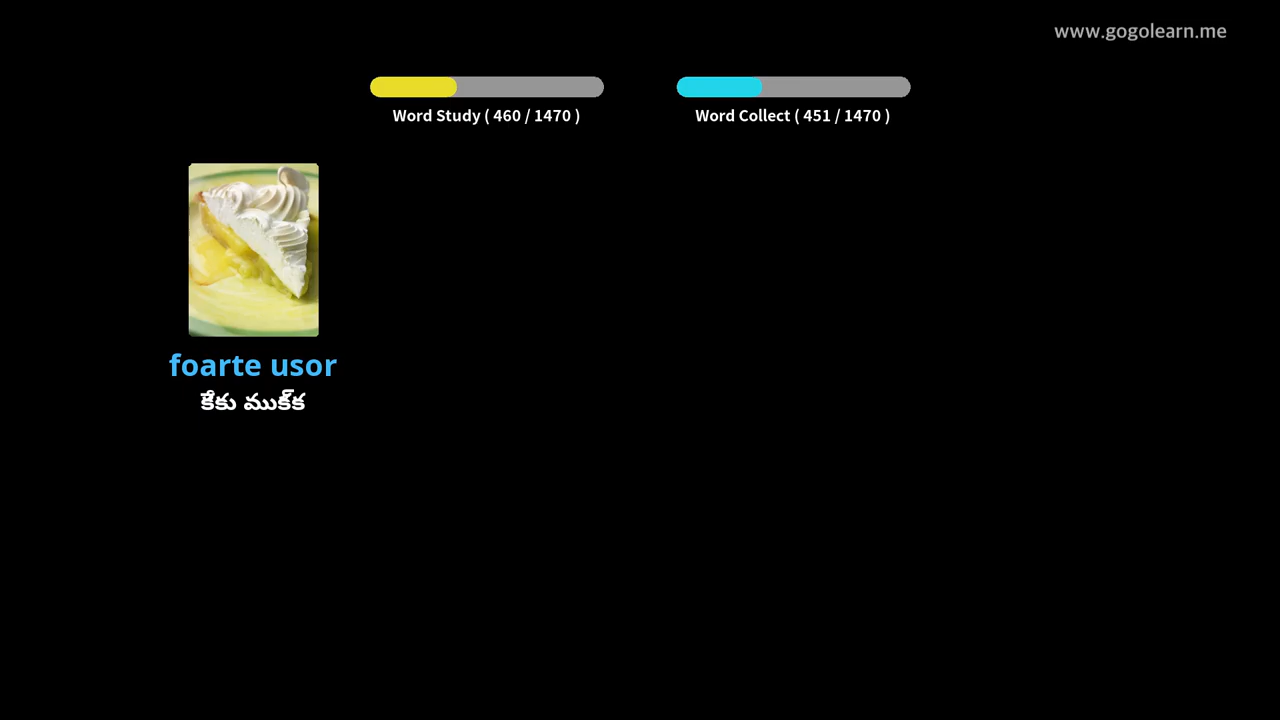 www.gogolearn.me
Word Study ( 460 / 1470 )
Word Collect ( 451 / 1470 )
foarte usor
కేకు ముక్క